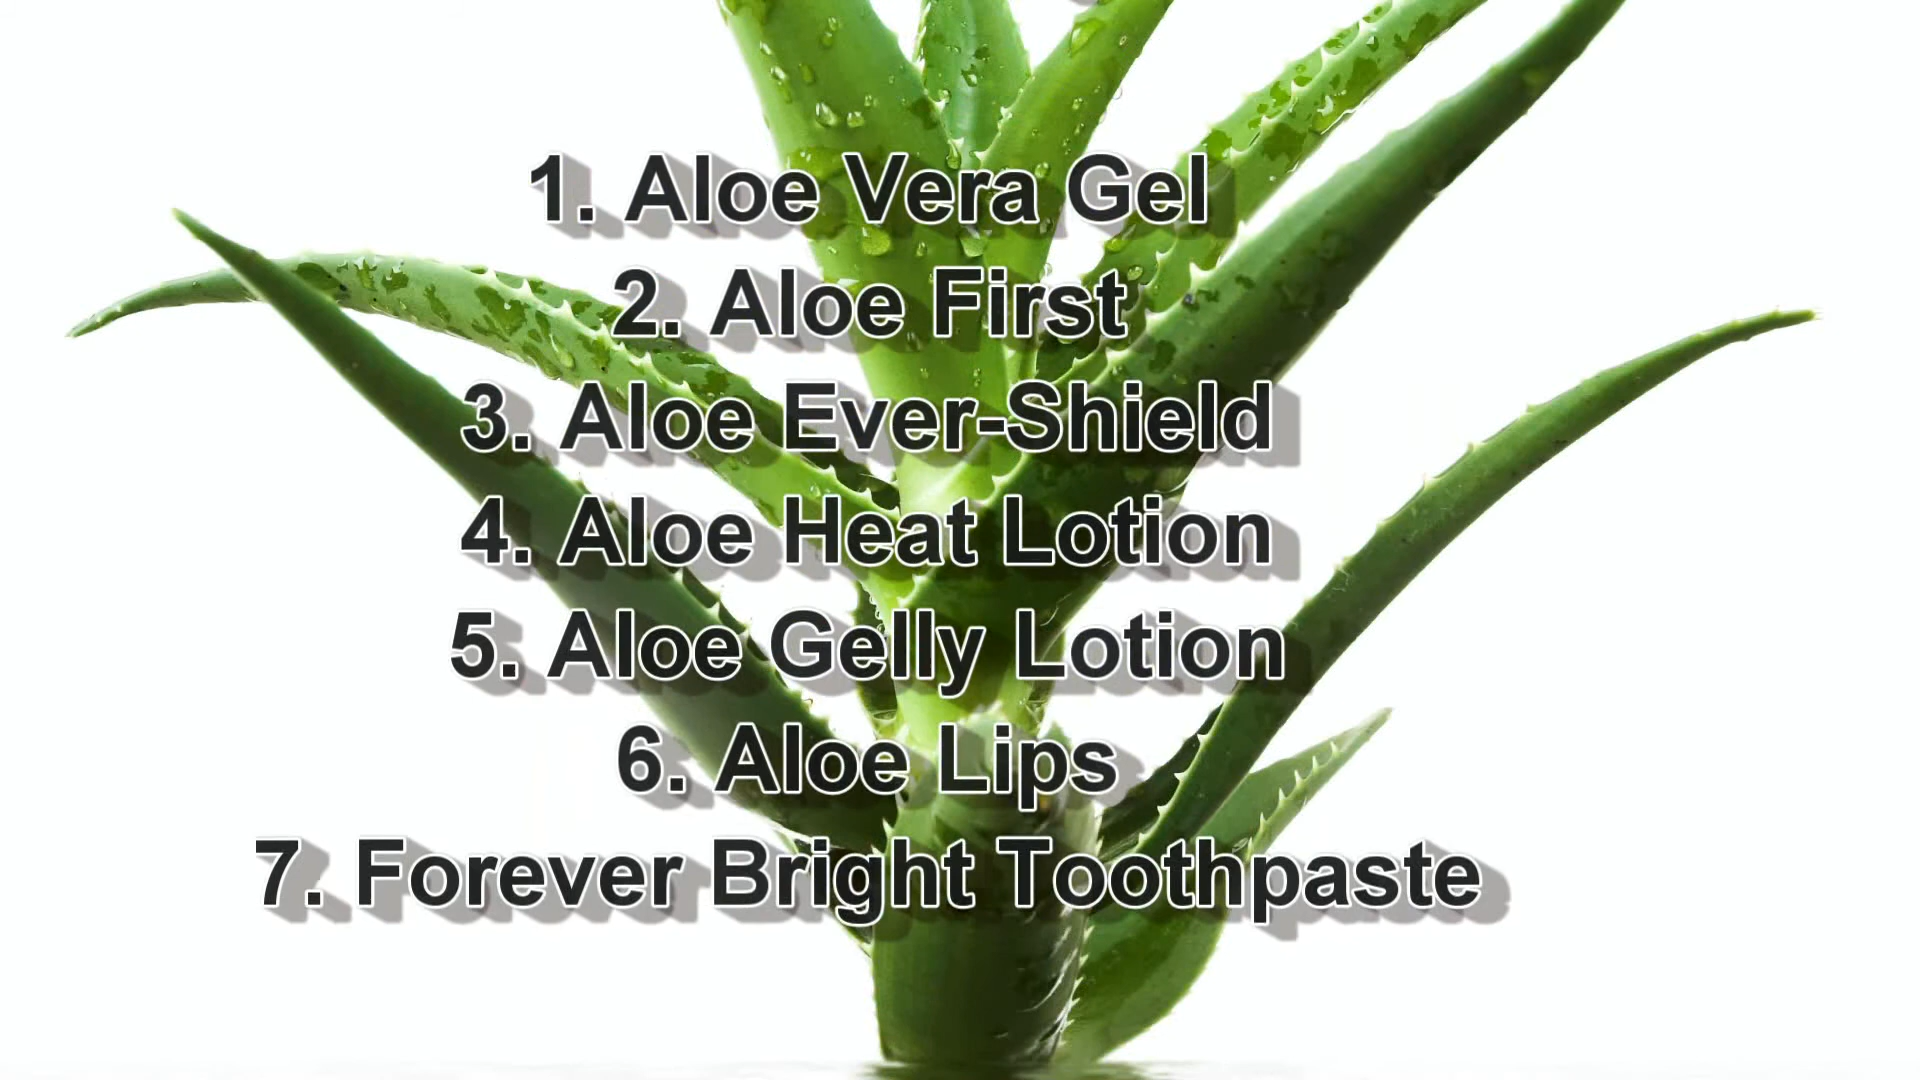 1. Aloe Vera Gel
2. Aloe First
3. Aloe Ever-Shield
4. Aloe Heat Lotion
5. Aloe Gelly Lotion
6. Aloe Lips
7. Forever Bright Toothpaste